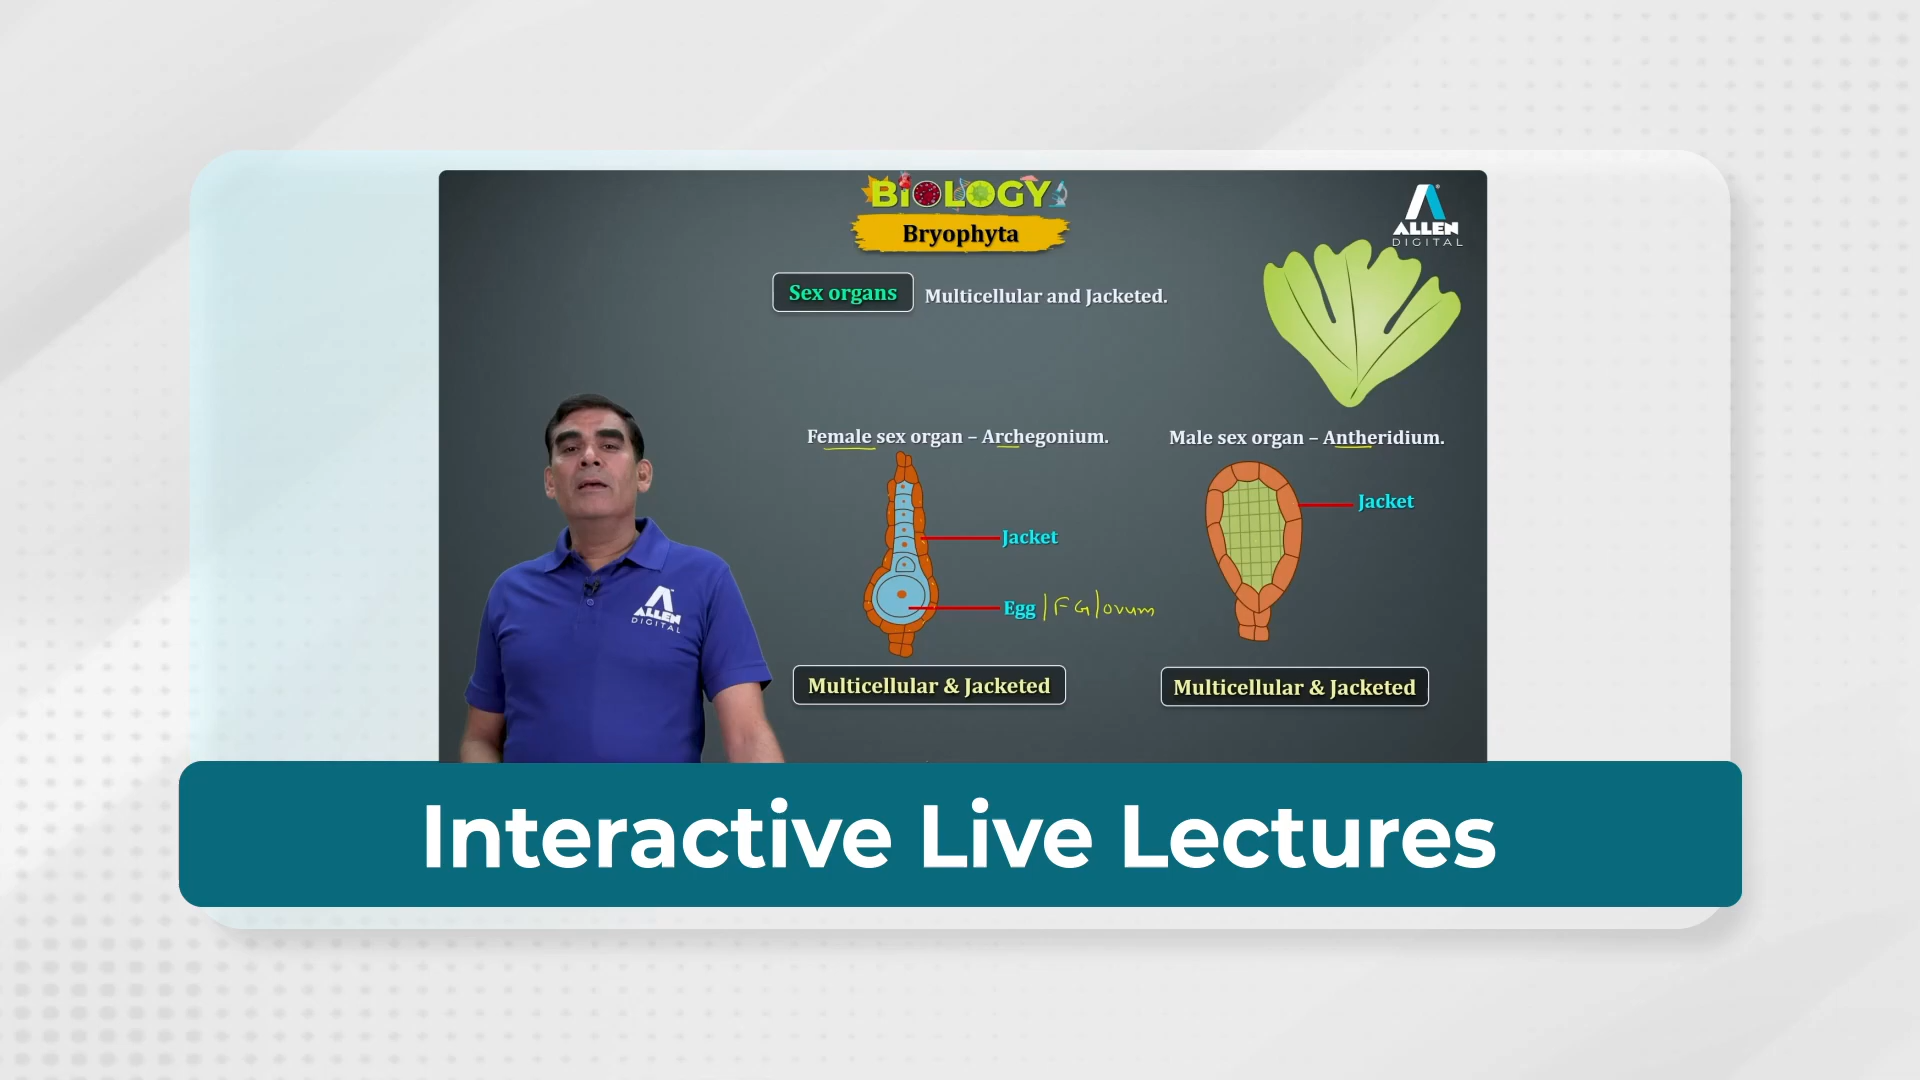 BiOLOGY
Bryophyta
ALLEN
DIGITAL
Sex organs Multicellular and Jacketed.
Female sex organ – Archegonium.
Male sex organ – Antheridium.
Jacket
Jacket
Egg | F G | ovum
ALLEN
DIGITAL
Multicellular & Jacketed
Multicellular & Jacketed
Interactive Live Lectures